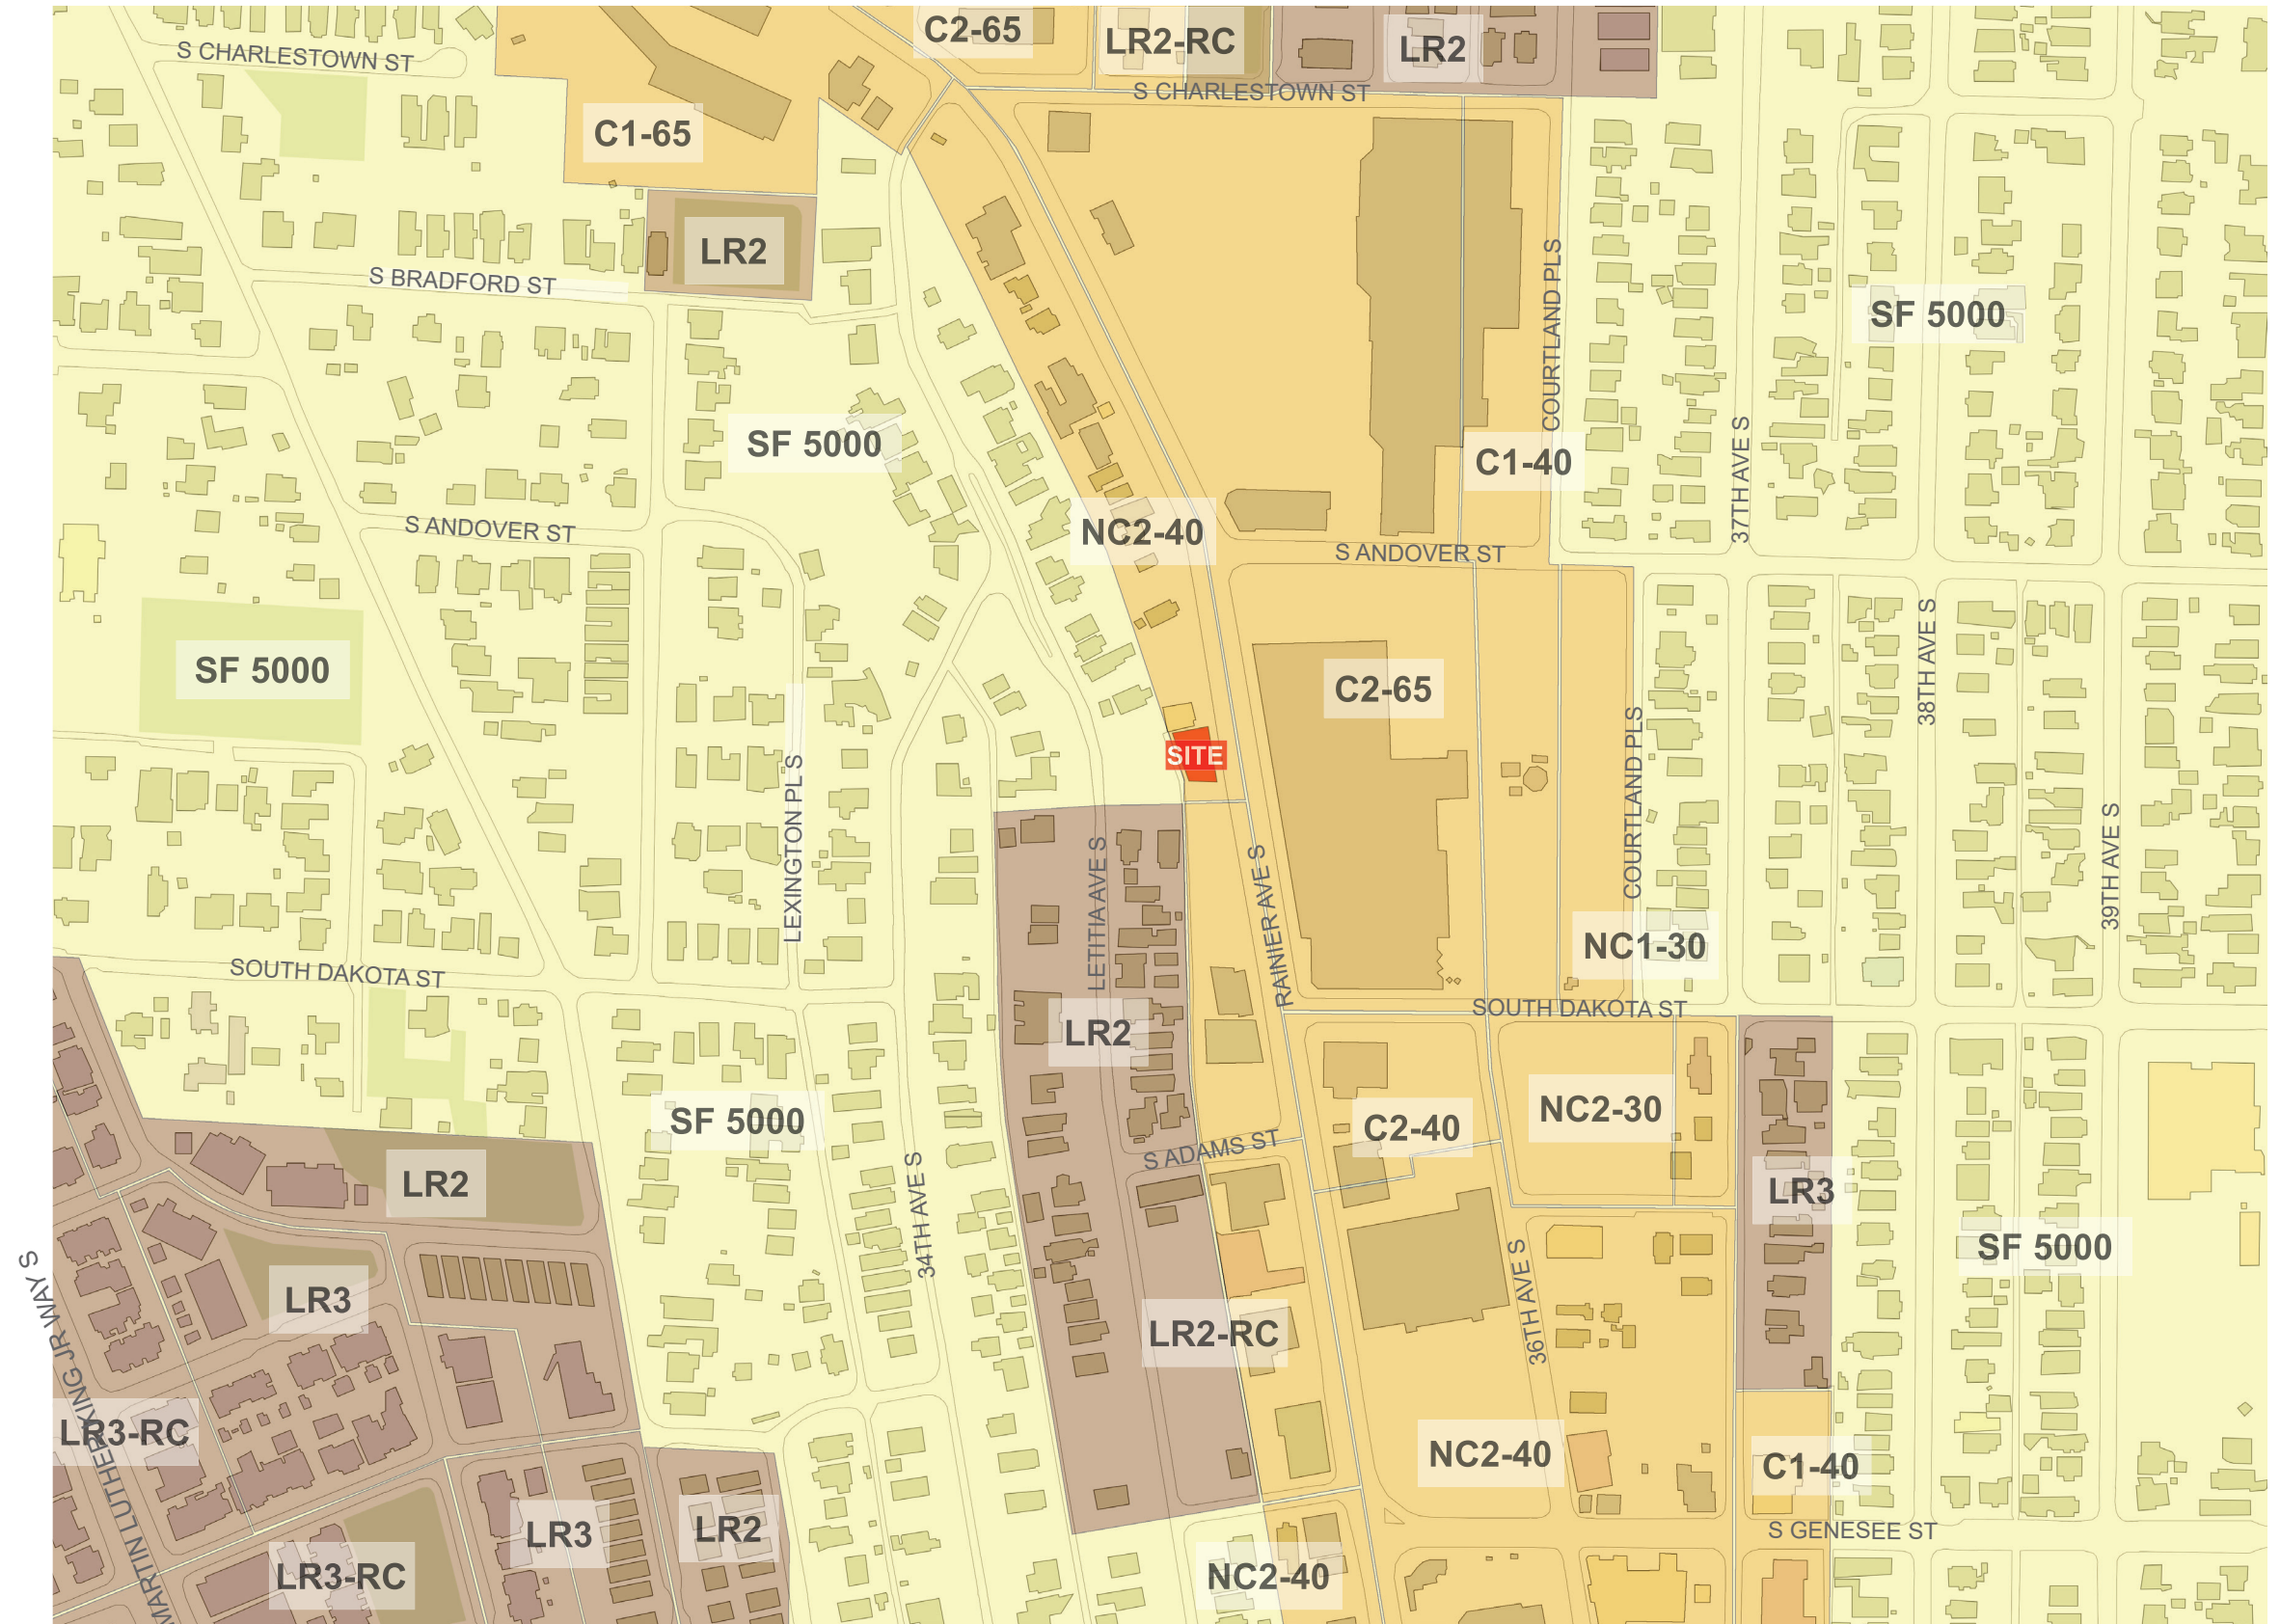 C2-65
LR2-RC
LR2
S CHARLESTOWN ST
S CHARLESTOWN ST
C1-65
LR2
S BRADFORD ST
COURTLAND PL S
SF 5000
SF 5000
C1-40
37TH AVE S
S ANDOVER ST
NC2-40
S ANDOVER ST
SF 5000
38TH AVE S
C2-65
SITE
COURTLAND PL S
LEXINGTON PL S
LETITIA AVE S
RAINIER AVE S
39TH AVE S
NC1-30
SOUTH DAKOTA ST
SOUTH DAKOTA ST
LR2
SF 5000
C2-40
NC2-30
S ADAMS ST
LR2
34TH AVE S
LR3
SF 5000
LR3
36TH AVE S
LR2-RC
MARTIN LUTHER KING JR WAY S
LR3-RC
NC2-40
C1-40
S GENESEE ST
LR3
LR2
LR3-RC
NC2-40